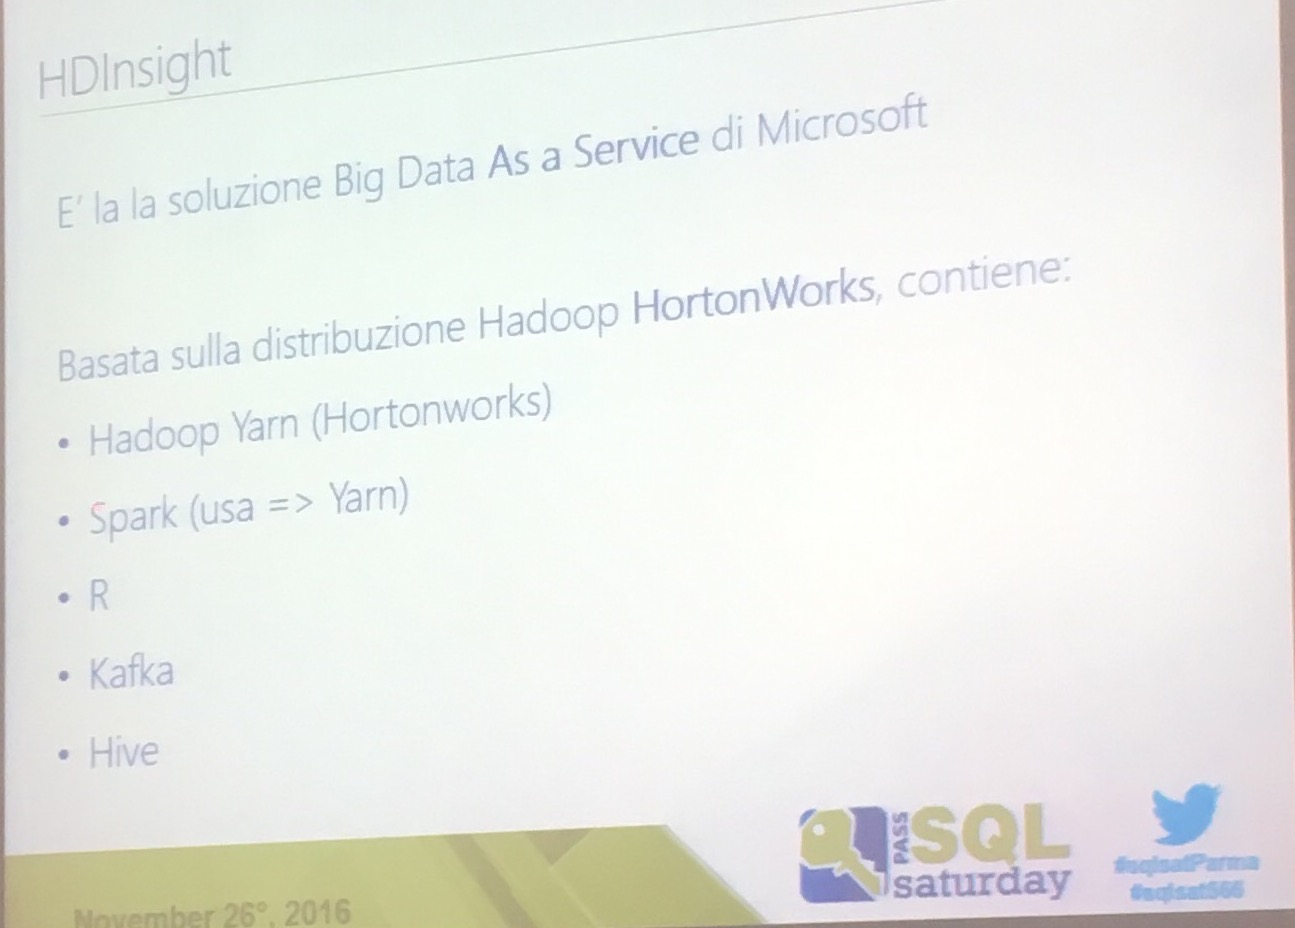 HDInsight
E' la la soluzione Big Data As a Service di Microsoft
Basata sulla distribuzione Hadoop HortonWorks, contiene:
• Hadoop Yarn (Hortonworks)
• Spark (usa => Yarn)
• R
• Kafka
• Hive
PASS
SQL
saturday
#sqlsatParma
#sqlsat566
November 26°, 2016